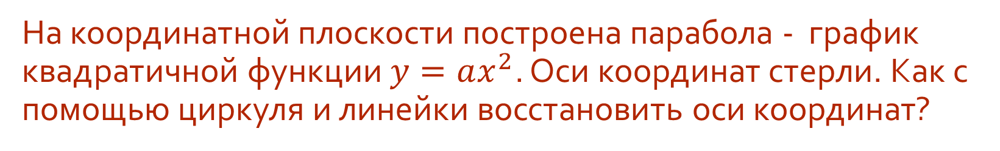 На координатной плоскости построена парабола - график
квадратичной функции y = ax². Оси координат стерли. Как с
помощью циркуля и линейки восстановить оси координат?